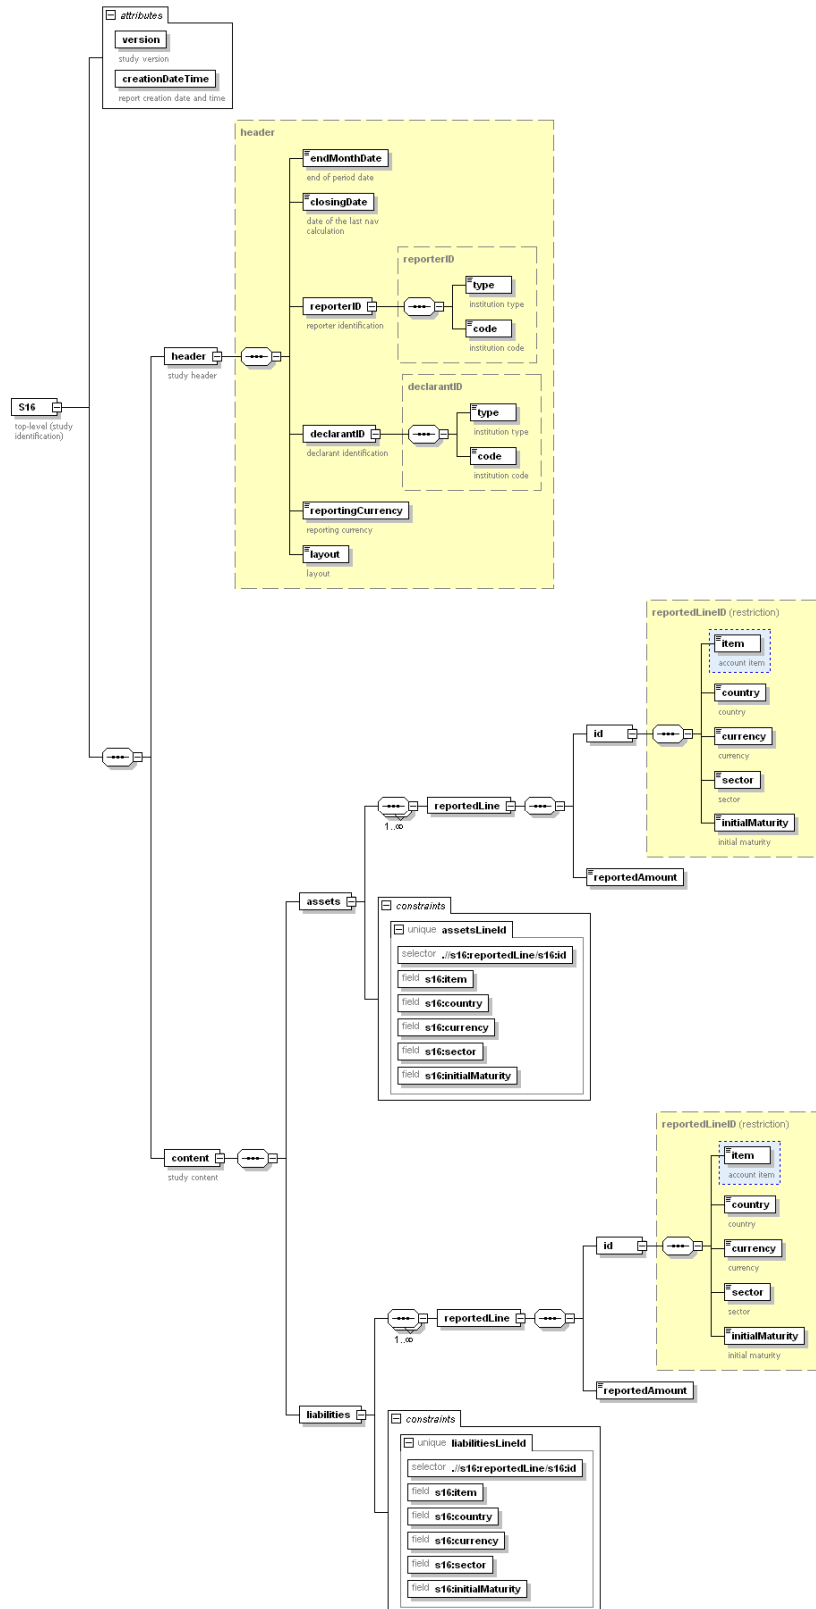 attributes
version
study version
creationDateTime
report creation date and time
header
endMonthDate
end of period date
closingDate
date of the last nav
calculation
reporterID
type
institution type
reporterID
code
reporter identification
institution code
header
study header
declarantID
S16
type
top-level (study
identification)
institution type
declarantID
declarant identification
code
institution code
reportingCurrency
reporting currency
layout
layout
reportedLineID (restriction)
item
account item
country
country
id
currency
currency
sector
sector
reportedLine
1..∞
initialMaturity
initial maturity
reportedAmount
assets
constraints
unique assetsLineId
selector .//s16:reportedLine/s16:id
field s16:item
field s16:country
field s16:currency
field s16:sector
field s16:initialMaturity
reportedLineID (restriction)
item
account item
content
study content
country
country
id
currency
currency
sector
sector
reportedLine
1..∞
initialMaturity
initial maturity
reportedAmount
liabilities
constraints
unique liabilitiesLineId
selector .//s16:reportedLine/s16:id
field s16:item
field s16:country
field s16:currency
field s16:sector
field s16:initialMaturity